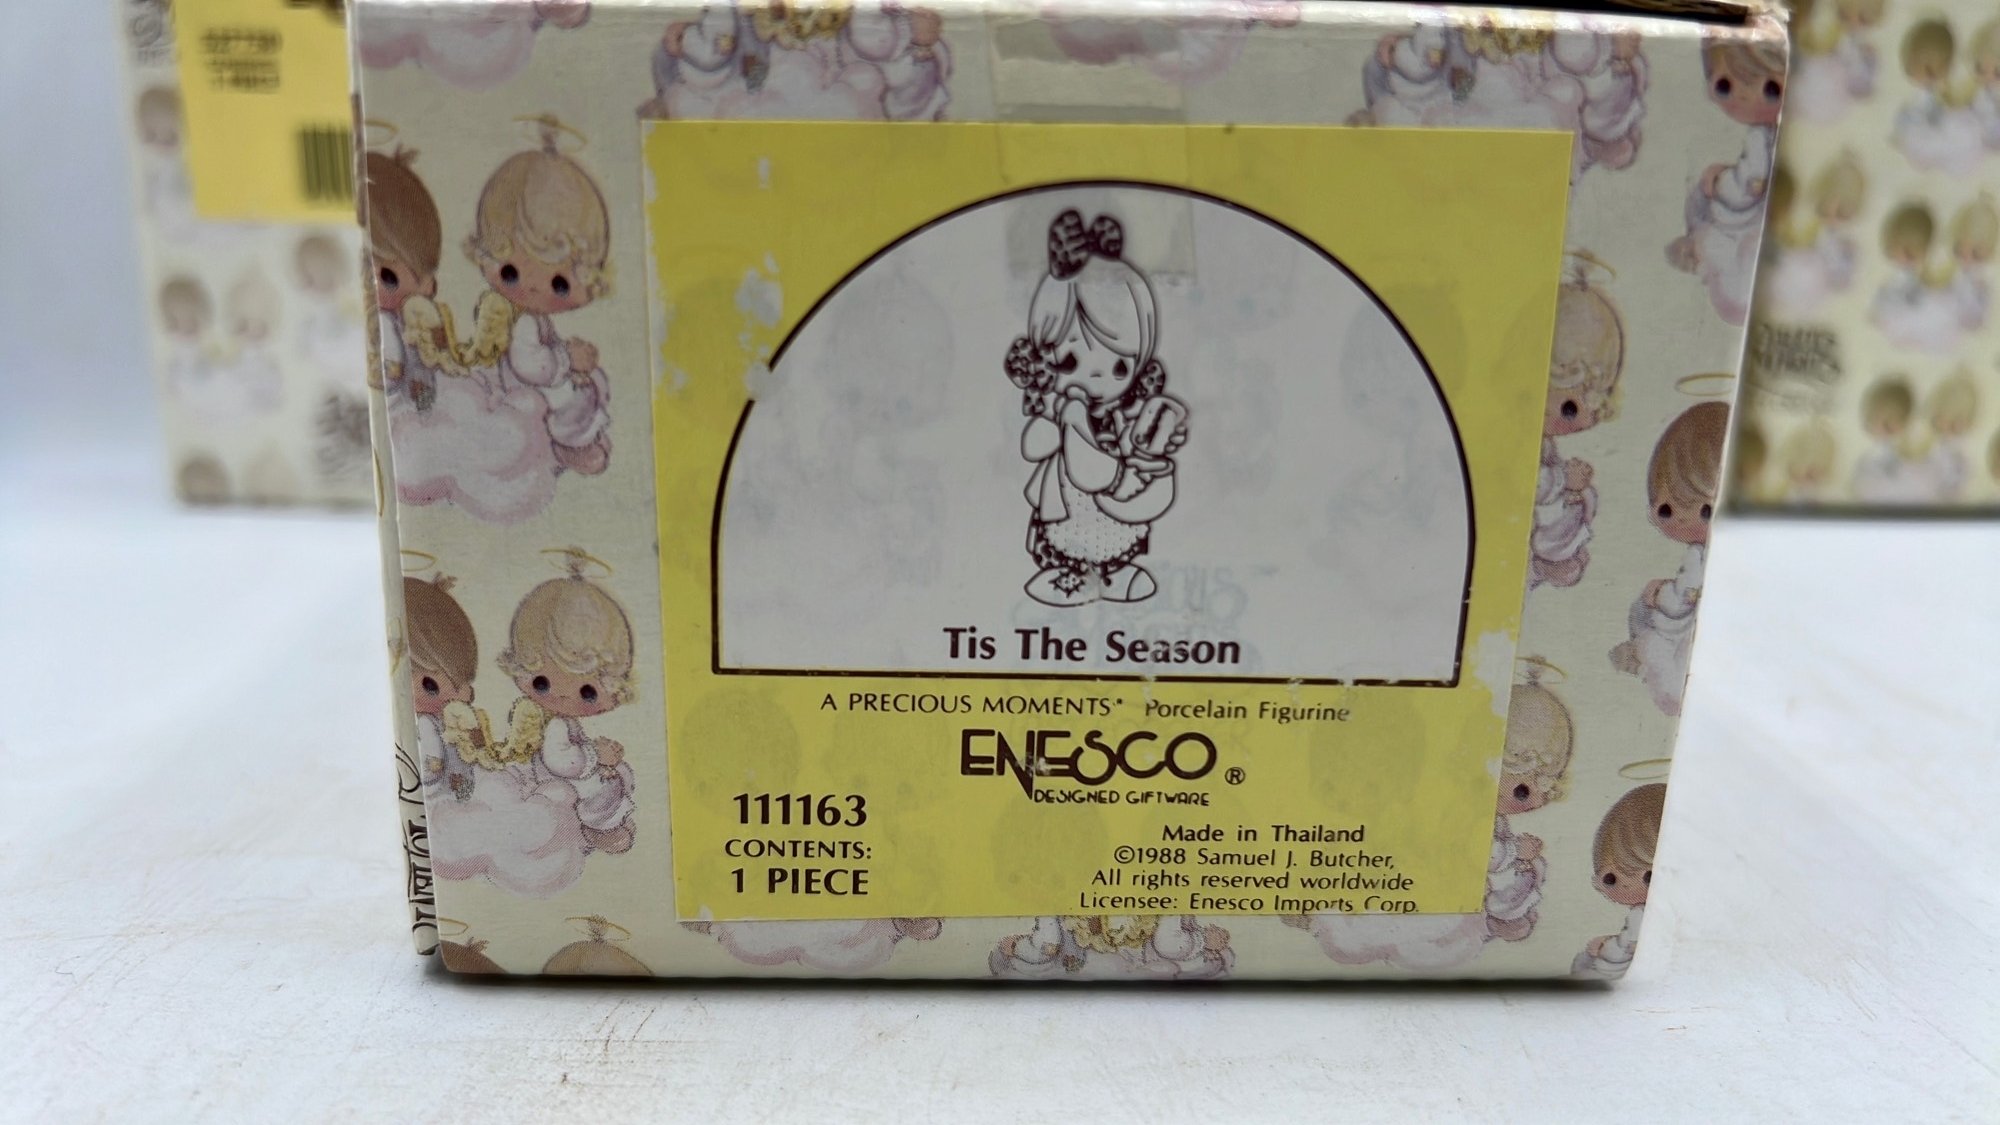 Tis The Season
A PRECIOUS MOMENTS® Porcelain Figurine
ENESCO ®
DESIGNED GIFTWARE
111163
CONTENTS:
1 PIECE
Made in Thailand
©1988 Samuel J. Butcher,
All rights reserved worldwide
Licensee: Enesco Imports Corp.